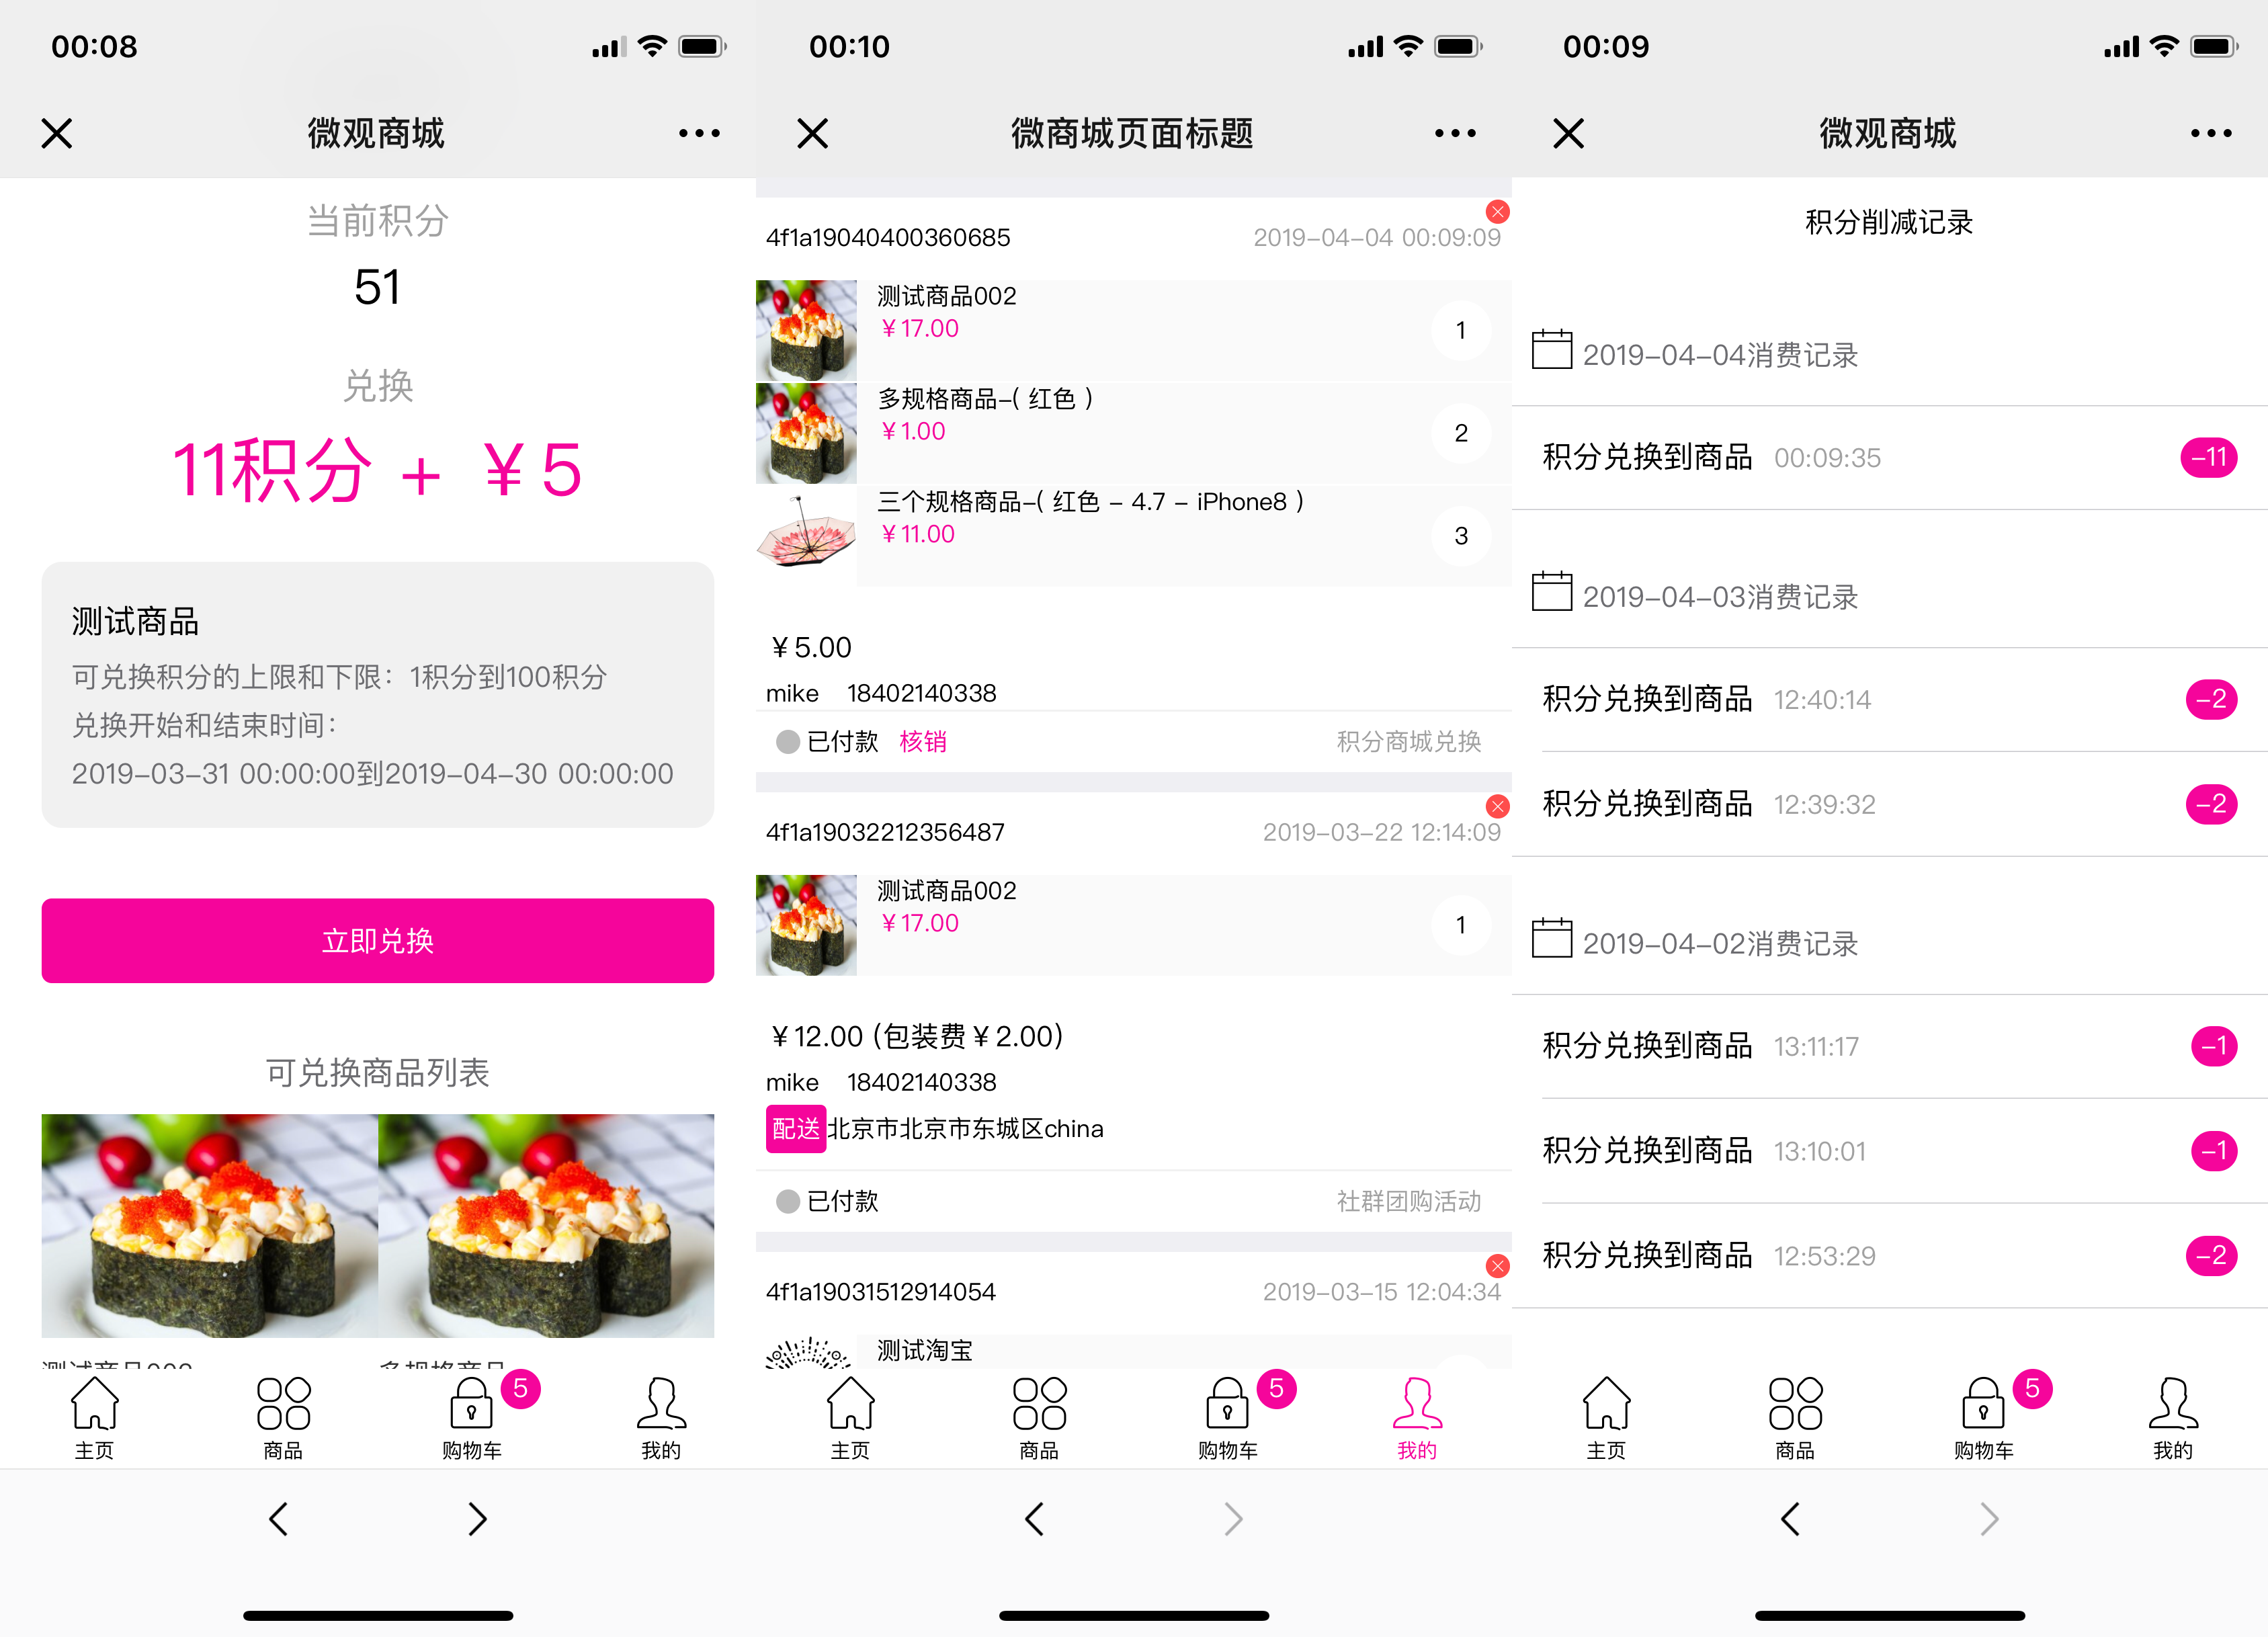 00:08
微观商城
当前积分
51
兑换
11积分 + ￥5
测试商品
可兑换积分的上限和下限：1积分到100积分
兑换开始和结束时间：
2019-03-31 00:00:00到2019-04-30 00:00:00
立即兑换
可兑换商品列表
测试商品002 多规格商品
主页 商品 购物车 5 我的
00:10
微商城页面标题
4f1a19040400360685 2019-04-04 00:09:09
测试商品002
￥17.00 1
多规格商品-( 红色 )
￥1.00 2
三个规格商品-( 红色 - 4.7 - iPhone8 )
￥11.00 3
￥5.00
mike 18402140338
已付款 核销 积分商城兑换
4f1a19032212356487 2019-03-22 12:14:09
测试商品002
￥17.00 1
￥12.00 (包装费￥2.00)
mike 18402140338
配送 北京市北京市东城区china
已付款 社群团购活动
4f1a19031512914054 2019-03-15 12:04:34
测试淘宝
主页 商品 购物车 5 我的
00:09
微观商城
积分削减记录
2019-04-04消费记录
积分兑换到商品 00:09:35 -11
2019-04-03消费记录
积分兑换到商品 12:40:14 -2
积分兑换到商品 12:39:32 -2
2019-04-02消费记录
积分兑换到商品 13:11:17 -1
积分兑换到商品 13:10:01 -1
积分兑换到商品 12:53:29 -2
主页 商品 购物车 5 我的